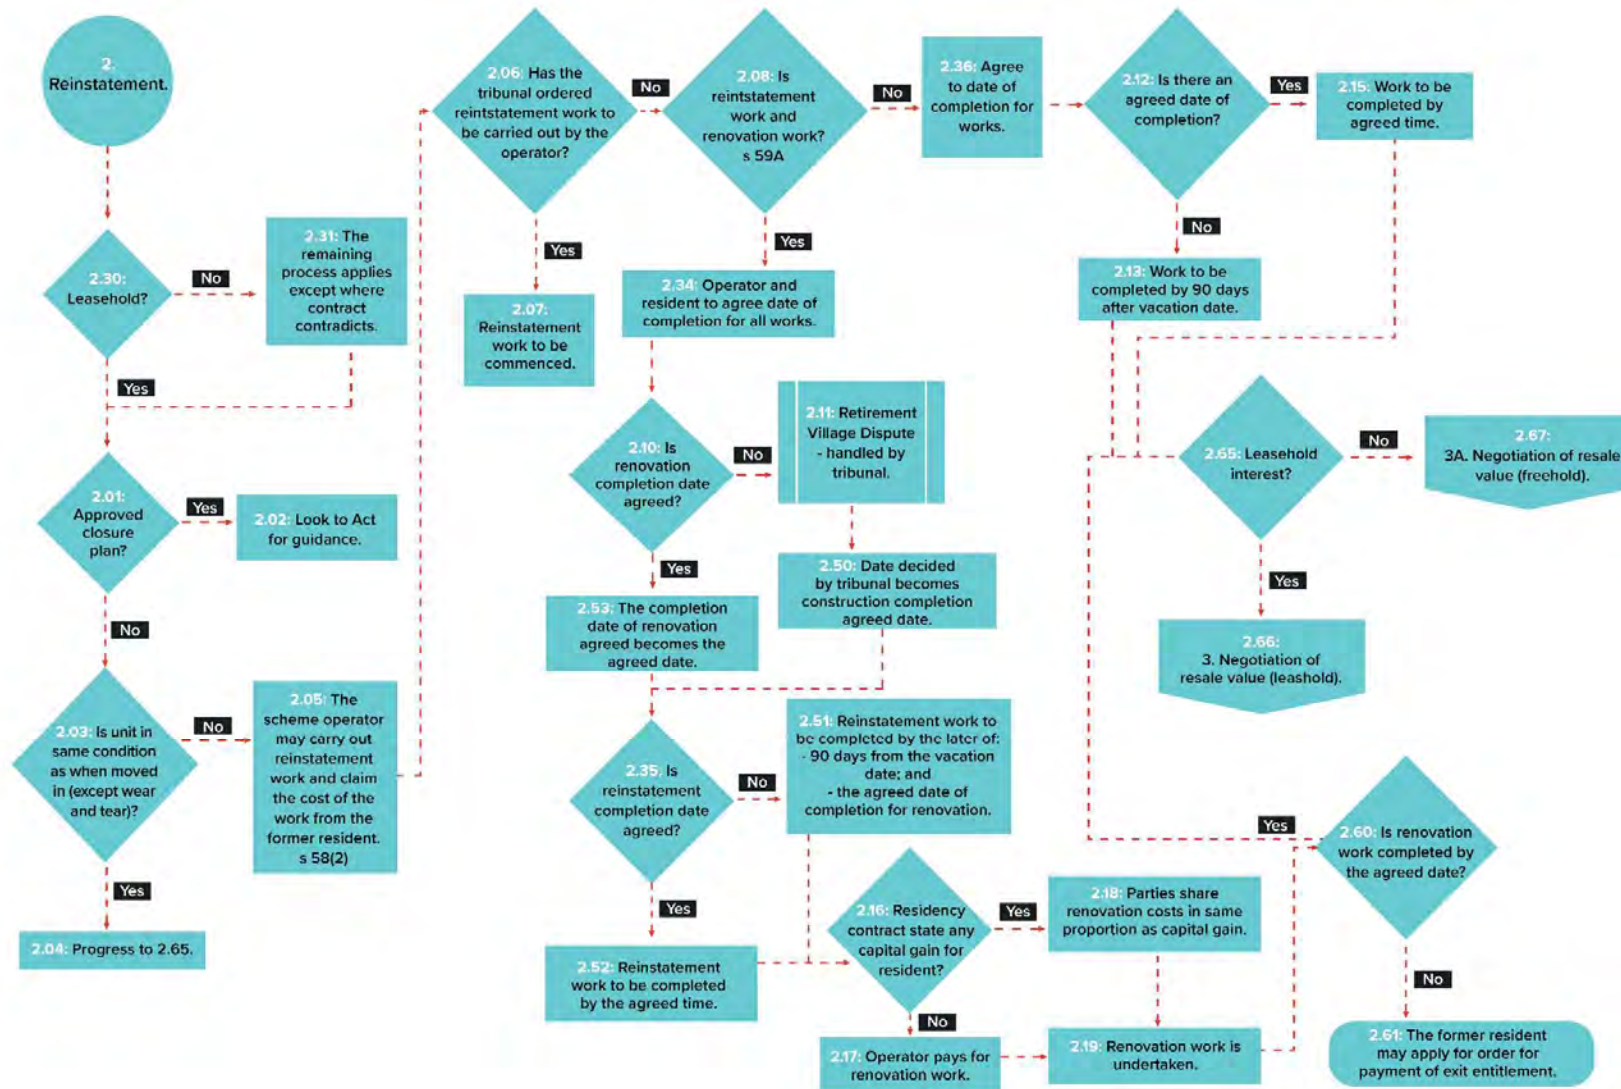 2.
Reinstatement.
2.30:
Leasehold?
No
2.31: The
remaining
process applies
except where
contract
contradicts.
Yes
2.01:
Approved
closure
plan?
Yes
2.02: Look to Act
for guidance.
No
2.03: Is unit in
same condition
as when moved
in (except wear
and tear)?
No
2.05: The
scheme operator
may carry out
reinstatement
work and claim
the cost of the
work from the
former resident.
s 58(2)
Yes
2.04: Progress to 2.65.
2.06: Has the
tribunal ordered
reintstatement work to
be carried out by the
operator?
No
Yes
2.07:
Reinstatement
work to be
commenced.
2.08: Is
reintstatement
work and
renovation work?
s 59A
No
Yes
2.34: Operator and
resident to agree date of
completion for all works.
2.10: Is
renovation
completion date
agreed?
No
2.11: Retirement
Village Dispute
- handled by
tribunal.
Yes
2.53: The completion
date of renovation
agreed becomes the
agreed date.
2.50: Date decided
by tribunal becomes
construction completion
agreed date.
2.35: Is
reinstatement
completion date
agreed?
No
2.51: Reinstatement work to
be completed by the later of:
- 90 days from the vacation
date; and
- the agreed date of
completion for renovation.
Yes
2.52: Reinstatement
work to be completed
by the agreed time.
2.16: Residency
contract state any
capital gain for
resident?
Yes
2.18: Parties share
renovation costs in same
proportion as capital gain.
No
2.17: Operator pays for
renovation work.
2.19: Renovation work is
undertaken.
2.36: Agree
to date of
completion for
works.
2.12: Is there an
agreed date of
completion?
Yes
2.15: Work to be
completed by
agreed time.
No
2.13: Work to be
completed by 90 days
after vacation date.
2.65: Leasehold
interest?
No
2.67:
3A. Negotiation of resale
value (freehold).
Yes
2.66:
3. Negotiation of
resale value (leashold).
Yes
2.60: Is renovation
work completed by
the agreed date?
No
2.61: The former resident
may apply for order for
payment of exit entitlement.